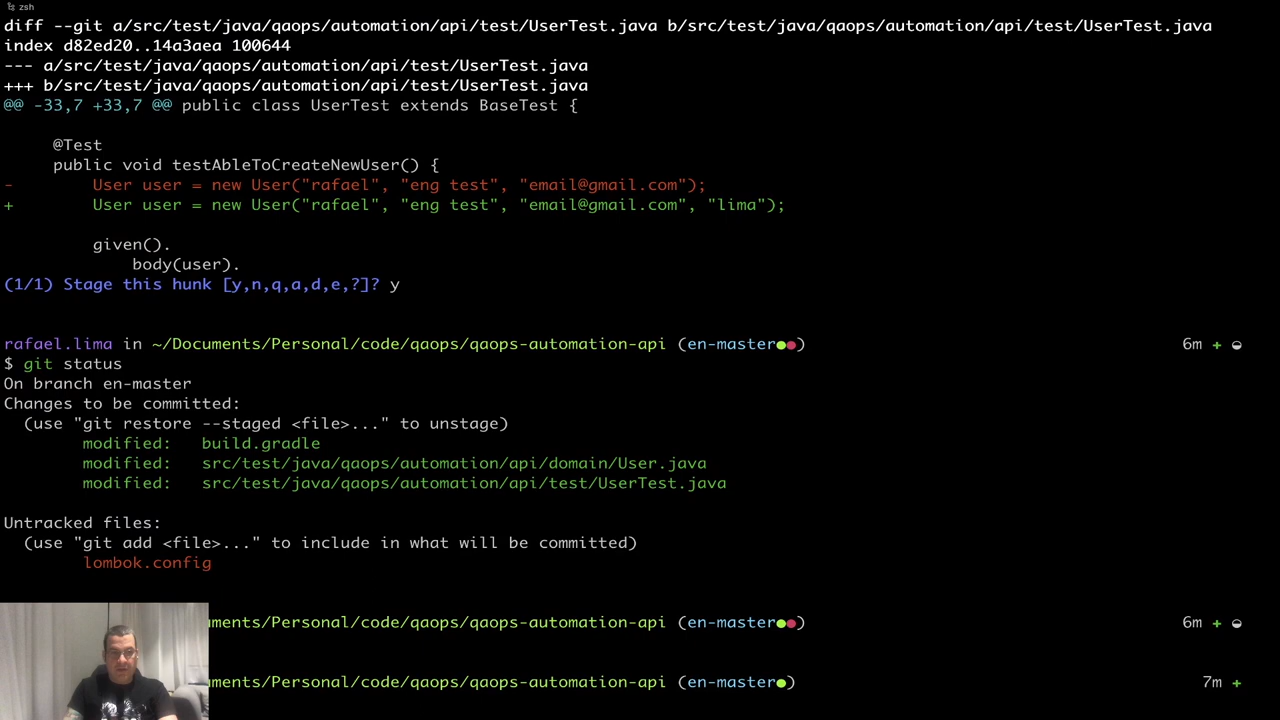 zsh
diff --git a/src/test/java/qaops/automation/api/test/UserTest.java b/src/test/java/qaops/automation/api/test/UserTest.java
index d82ed20..14a3aea 100644
--- a/src/test/java/qaops/automation/api/test/UserTest.java
+++ b/src/test/java/qaops/automation/api/test/UserTest.java
@@ -33,7 +33,7 @@ public class UserTest extends BaseTest {
@Test
public void testAbleToCreateNewUser() {
- User user = new User("rafael", "eng test", "email@gmail.com");
+ User user = new User("rafael", "eng test", "email@gmail.com", "lima");
given().
body(user).
(1/1) Stage this hunk [y,n,q,a,d,e,?]? y
rafael.lima in ~/Documents/Personal/code/qaops/qaops-automation-api (en-master●●) 6m +
$ git status
On branch en-master
Changes to be committed:
(use "git restore --staged <file>..." to unstage)
modified: build.gradle
modified: src/test/java/qaops/automation/api/domain/User.java
modified: src/test/java/qaops/automation/api/test/UserTest.java
Untracked files:
(use "git add <file>..." to include in what will be committed)
lombok.config
uments/Personal/code/qaops/qaops-automation-api (en-master●●) 6m +
uments/Personal/code/qaops/qaops-automation-api (en-master●) 7m +